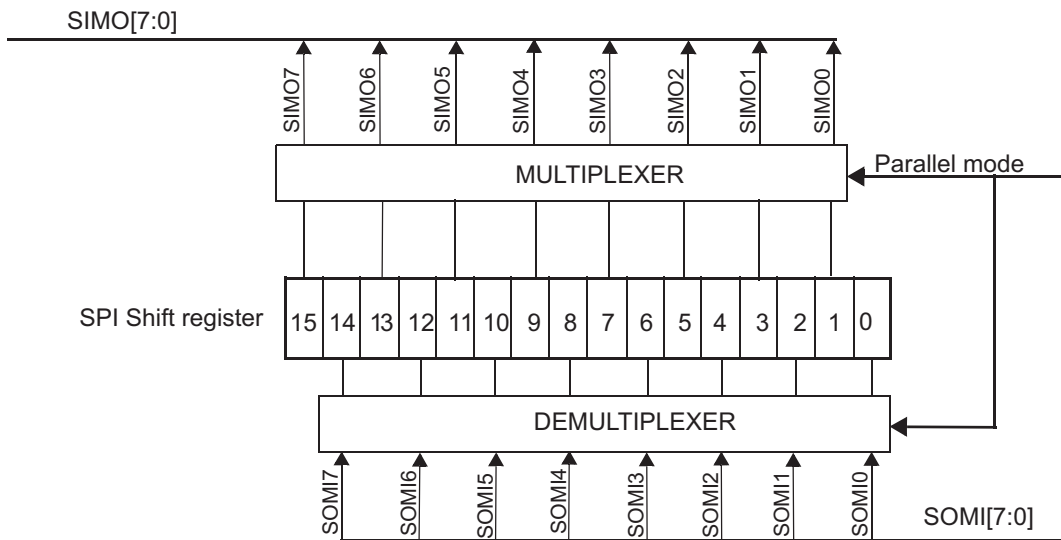 SIMO[7:0]
SIMO7
SIMO6
SIMO5
SIMO4
SIMO3
SIMO2
SIMO1
SIMO0
MULTIPLEXER
Parallel mode
SPI Shift register
15 14 13 12 11 10 9 8 7 6 5 4 3 2 1 0
DEMULTIPLEXER
SOMI7
SOMI6
SOMI5
SOMI4
SOMI3
SOMI2
SOMI1
SOMI0
SOMI[7:0]